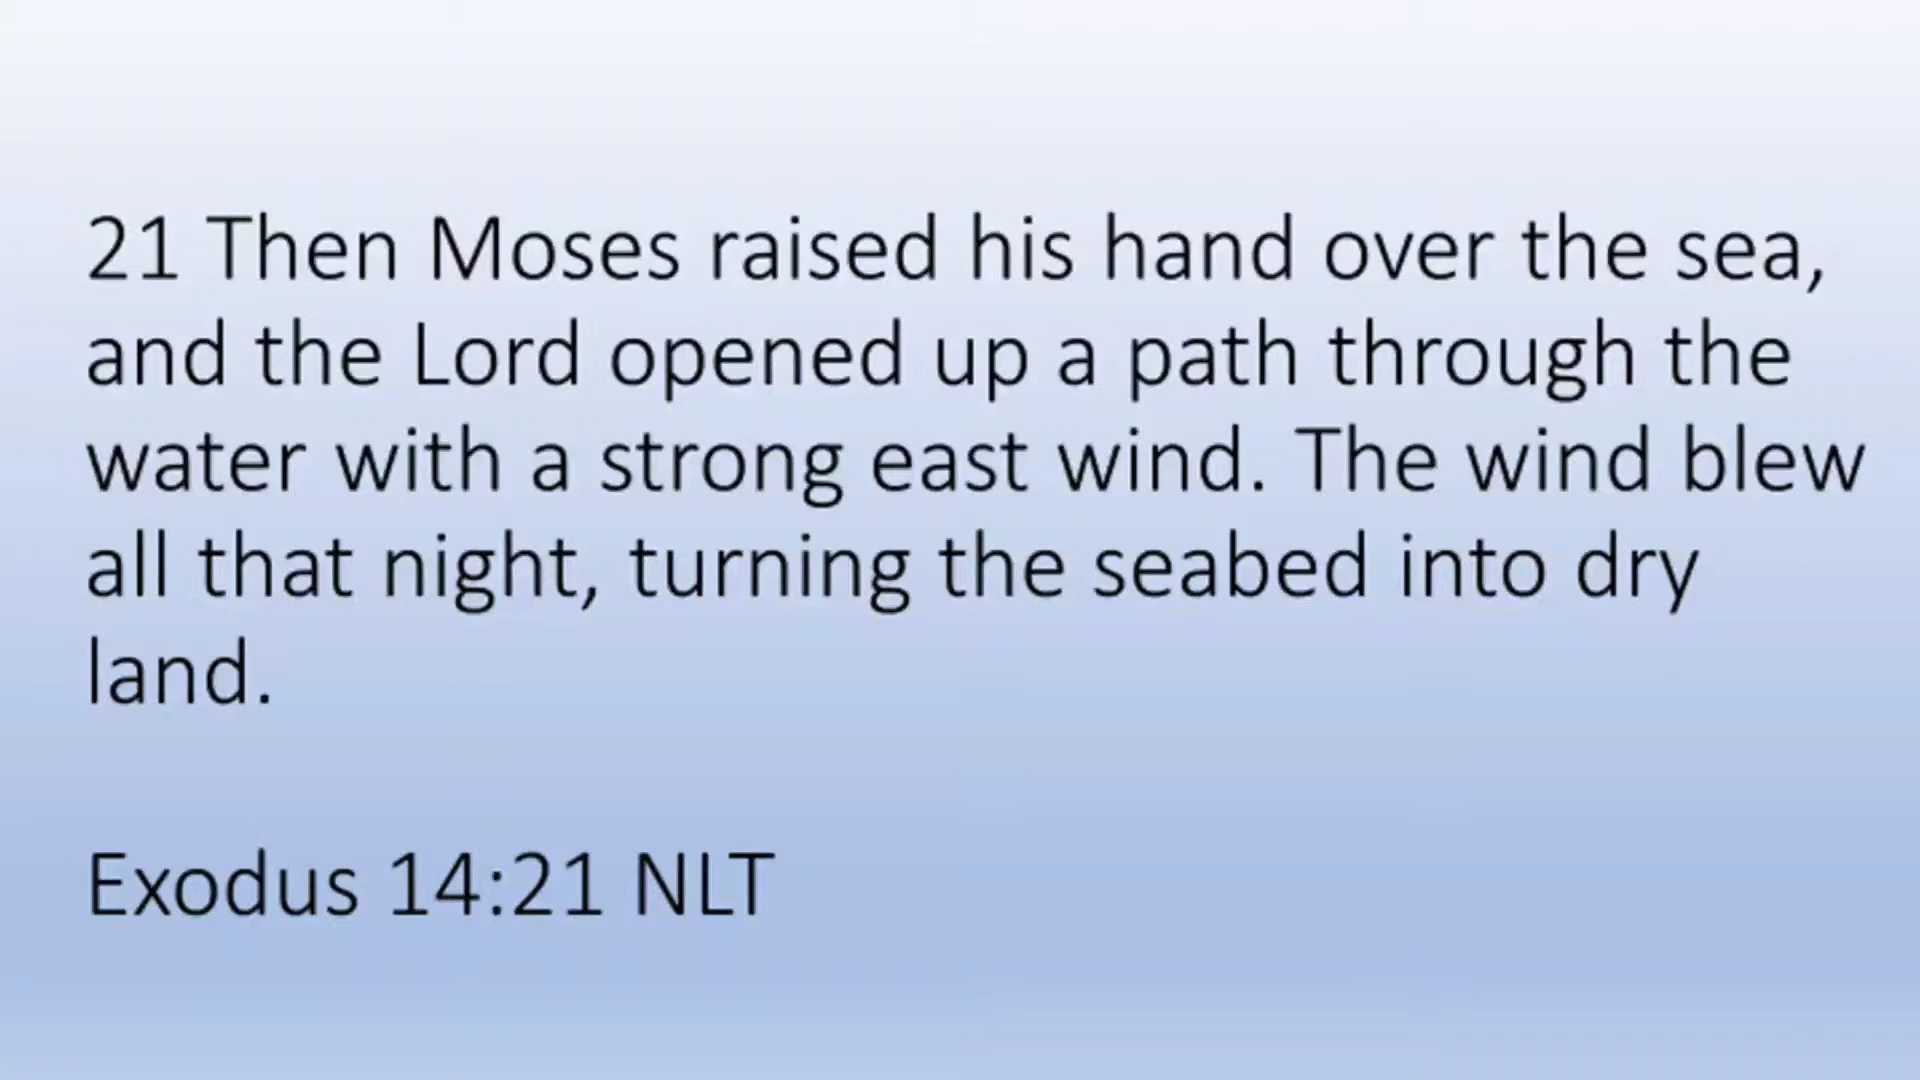 21 Then Moses raised his hand over the sea,
and the Lord opened up a path through the
water with a strong east wind. The wind blew
all that night, turning the seabed into dry
land.
Exodus 14:21 NLT